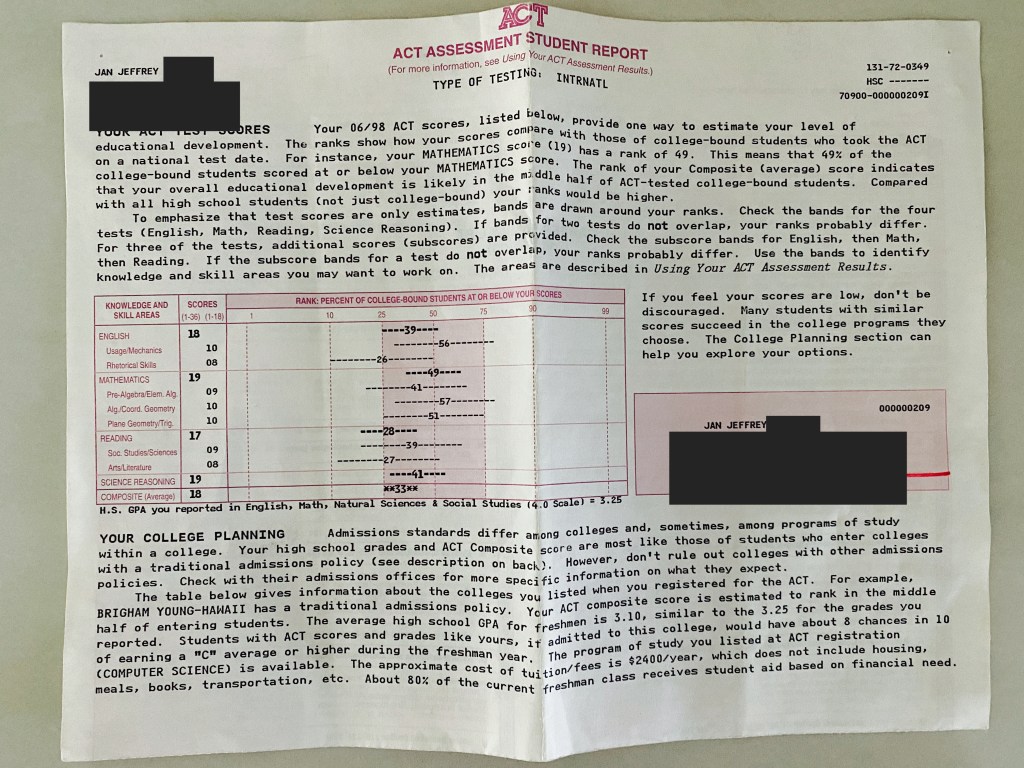 ACT
ACT ASSESSMENT STUDENT REPORT
(For more information, see Using Your ACT Assessment Results.)
TYPE OF TESTING: INTRNATL
JAN JEFFREY
131-72-0349
HSC -------
70900-000000209I
YOUR ACT TEST SCORES Your 06/98 ACT scores, listed below, provide one way to estimate your level of
educational development. The ranks show how your scores compare with those of college-bound students who took the ACT
on a national test date. For instance, your MATHEMATICS score (19) has a rank of 49. This means that 49% of the
college-bound students scored at or below your MATHEMATICS score. The rank of your Composite (average) score indicates
that your overall educational development is likely in the middle half of ACT-tested college-bound students. Compared
with all high school students (not just college-bound) your ranks would be higher.
To emphasize that test scores are only estimates, bands are drawn around your ranks. Check the bands for the four
tests (English, Math, Reading, Science Reasoning). If bands for two tests do not overlap, your ranks probably differ.
For three of the tests, additional scores (subscores) are provided. Check the subscore bands for English, then Math,
then Reading. If the subscore bands for a test do not overlap, your ranks probably differ. Use the bands to identify
knowledge and skill areas you may want to work on. The areas are described in Using Your ACT Assessment Results.
KNOWLEDGE AND SKILL AREAS SCORES (1-36) (1-18) RANK: PERCENT OF COLLEGE-BOUND STUDENTS AT OR BELOW YOUR SCORES
1 10 25 50 75 90 99
ENGLISH 18 ----39----
Usage/Mechanics 10 --------56--------
Rhetorical Skills 08 --------26--------
MATHEMATICS 19 ----49----
Pre-Algebra/Elem. Alg. 09 --------41--------
Alg./Coord. Geometry 10 --------57--------
Plane Geometry/Trig. 10 --------51--------
READING 17 ----28----
Soc. Studies/Sciences 09 --------39--------
Arts/Literature 08 --------27--------
SCIENCE REASONING 19 ----41----
COMPOSITE (Average) 18 **33**
H.S. GPA you reported in English, Math, Natural Sciences & Social Studies (4.0 Scale) = 3.25
If you feel your scores are low, don't be
discouraged. Many students with similar
scores succeed in the college programs they
choose. The College Planning section can
help you explore your options.
000000209
JAN JEFFREY
YOUR COLLEGE PLANNING Admissions standards differ among colleges and, sometimes, among programs of study
within a college. Your high school grades and ACT Composite score are most like those of students who enter colleges
with a traditional admissions policy (see description on back). However, don't rule out colleges with other admissions
policies. Check with their admissions offices for more specific information on what they expect.
The table below gives information about the colleges you listed when you registered for the ACT. For example,
BRIGHAM YOUNG-HAWAII has a traditional admissions policy. Your ACT composite score is estimated to rank in the middle
half of entering students. The average high school GPA for freshmen is 3.10, similar to the 3.25 for the grades you
reported. Students with ACT scores and grades like yours, if admitted to this college, would have about 8 chances in 10
of earning a "C" average or higher during the freshman year. The program of study you listed at ACT registration
(COMPUTER SCIENCE) is available. The approximate cost of tuition/fees is $2400/year, which does not include housing,
meals, books, transportation, etc. About 80% of the current freshman class receives student aid based on financial need.